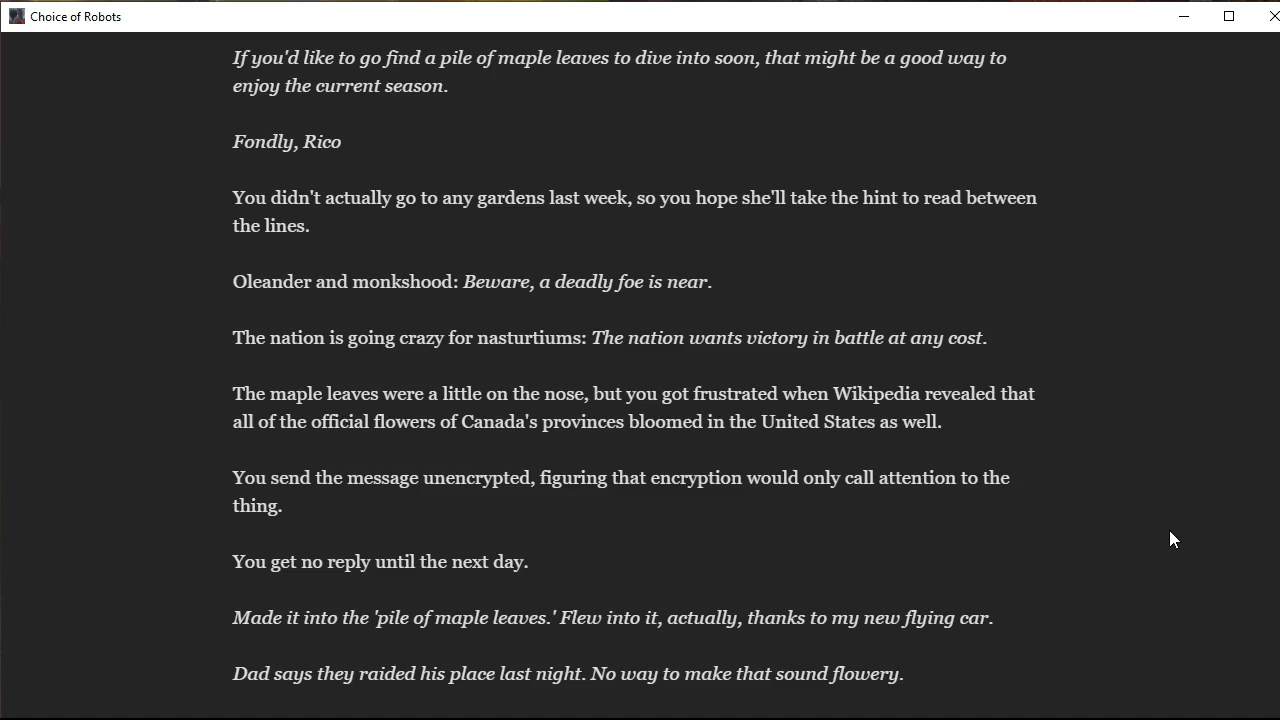 Choice of Robots
If you'd like to go find a pile of maple leaves to dive into soon, that might be a good way to
enjoy the current season.
Fondly, Rico
You didn't actually go to any gardens last week, so you hope she'll take the hint to read between
the lines.
Oleander and monkshood: Beware, a deadly foe is near.
The nation is going crazy for nasturtiums: The nation wants victory in battle at any cost.
The maple leaves were a little on the nose, but you got frustrated when Wikipedia revealed that
all of the official flowers of Canada's provinces bloomed in the United States as well.
You send the message unencrypted, figuring that encryption would only call attention to the
thing.
You get no reply until the next day.
Made it into the 'pile of maple leaves.' Flew into it, actually, thanks to my new flying car.
Dad says they raided his place last night. No way to make that sound flowery.